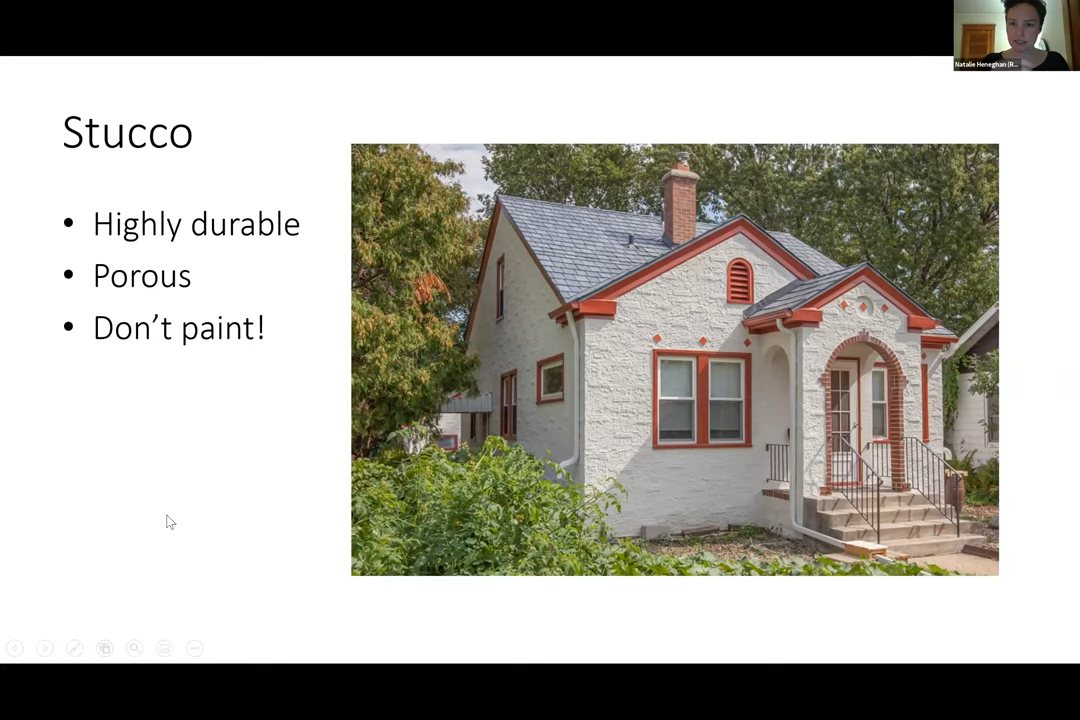 Natalie Heneghan (R...
Stucco
• Highly durable
• Porous
• Don’t paint!